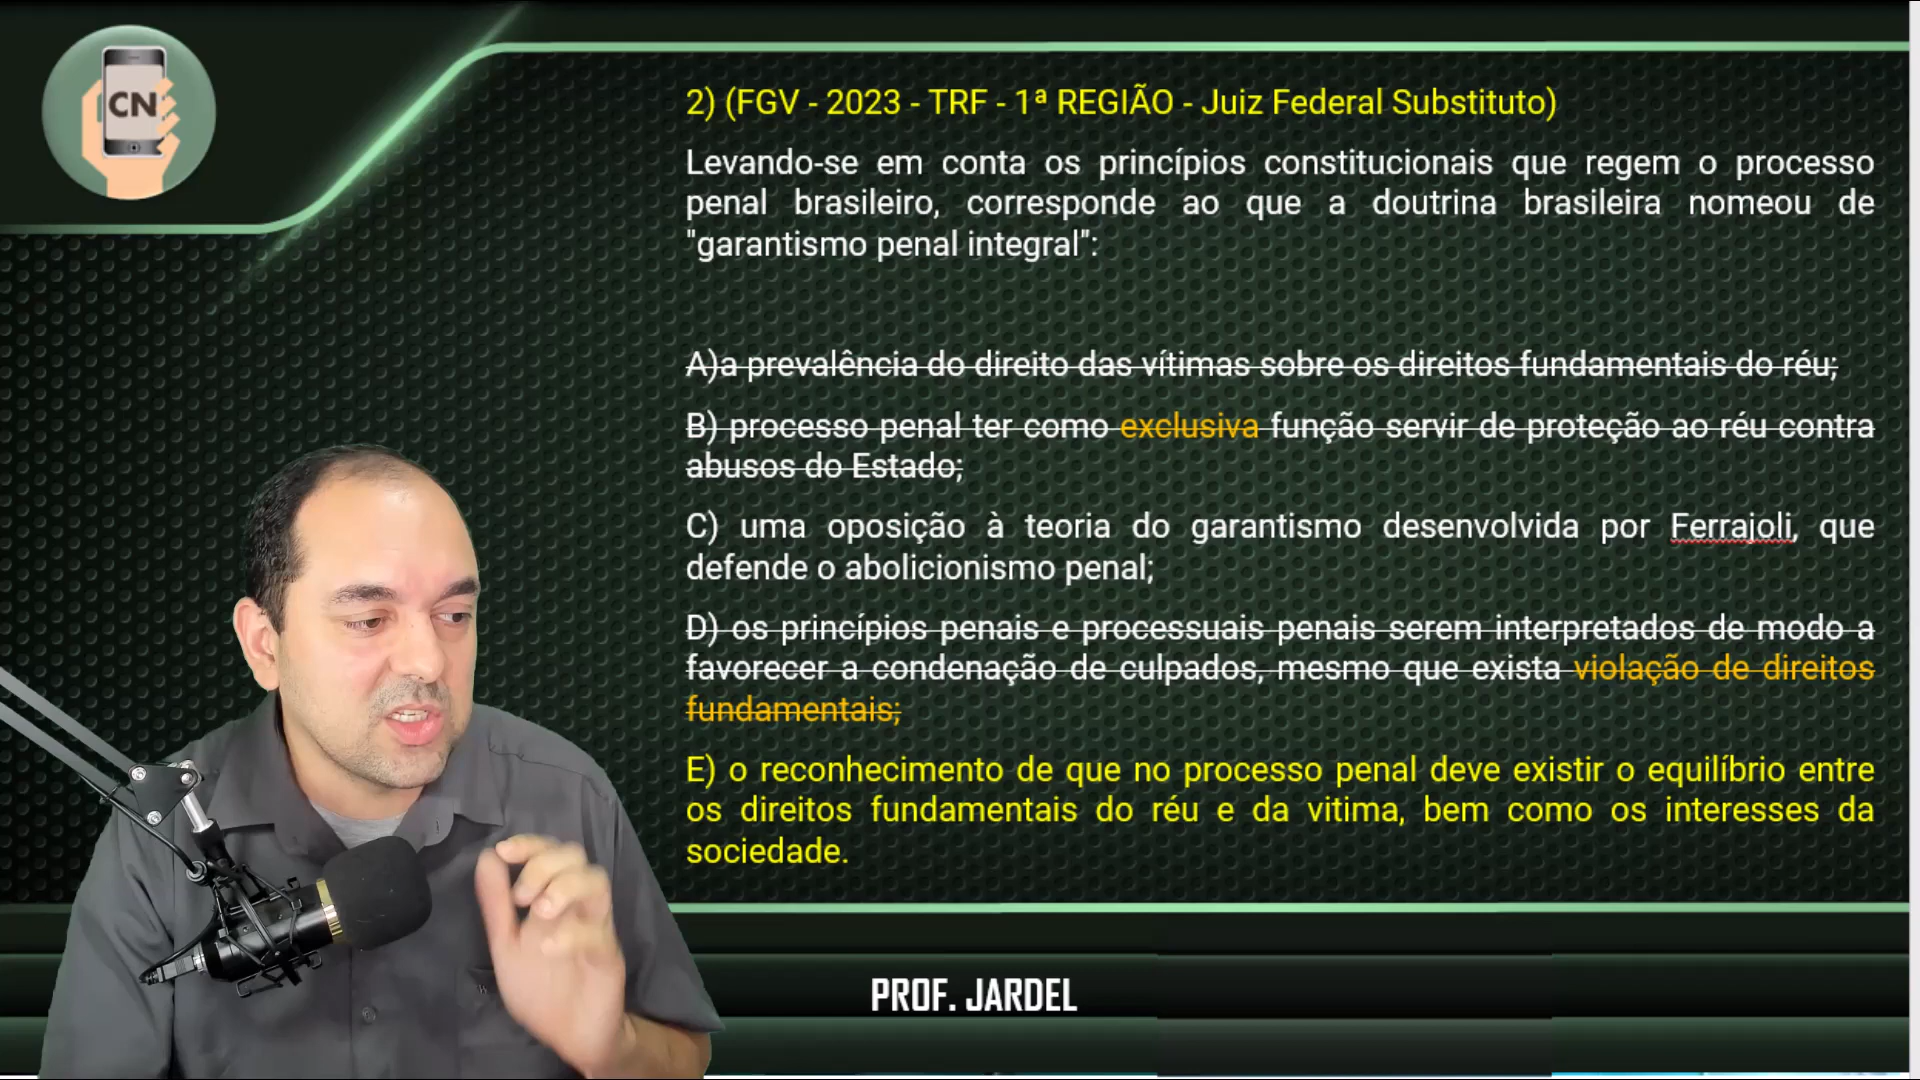 CN
2) (FGV - 2023 - TRF - 1ª REGIÃO - Juiz Federal Substituto)
Levando-se em conta os princípios constitucionais que regem o processo
penal brasileiro, corresponde ao que a doutrina brasileira nomeou de
"garantismo penal integral":
A)a prevalência do direito das vítimas sobre os direitos fundamentais do réu;
B) processo penal ter como exclusiva função servir de proteção ao réu contra
abusos do Estado;
C) uma oposição à teoria do garantismo desenvolvida por Ferrajoli, que
defende o abolicionismo penal;
D) os princípios penais e processuais penais serem interpretados de modo a
favorecer a condenação de culpados, mesmo que exista violação de direitos
fundamentais;
E) o reconhecimento de que no processo penal deve existir o equilíbrio entre
os direitos fundamentais do réu e da vitima, bem como os interesses da
sociedade.
PROF. JARDEL